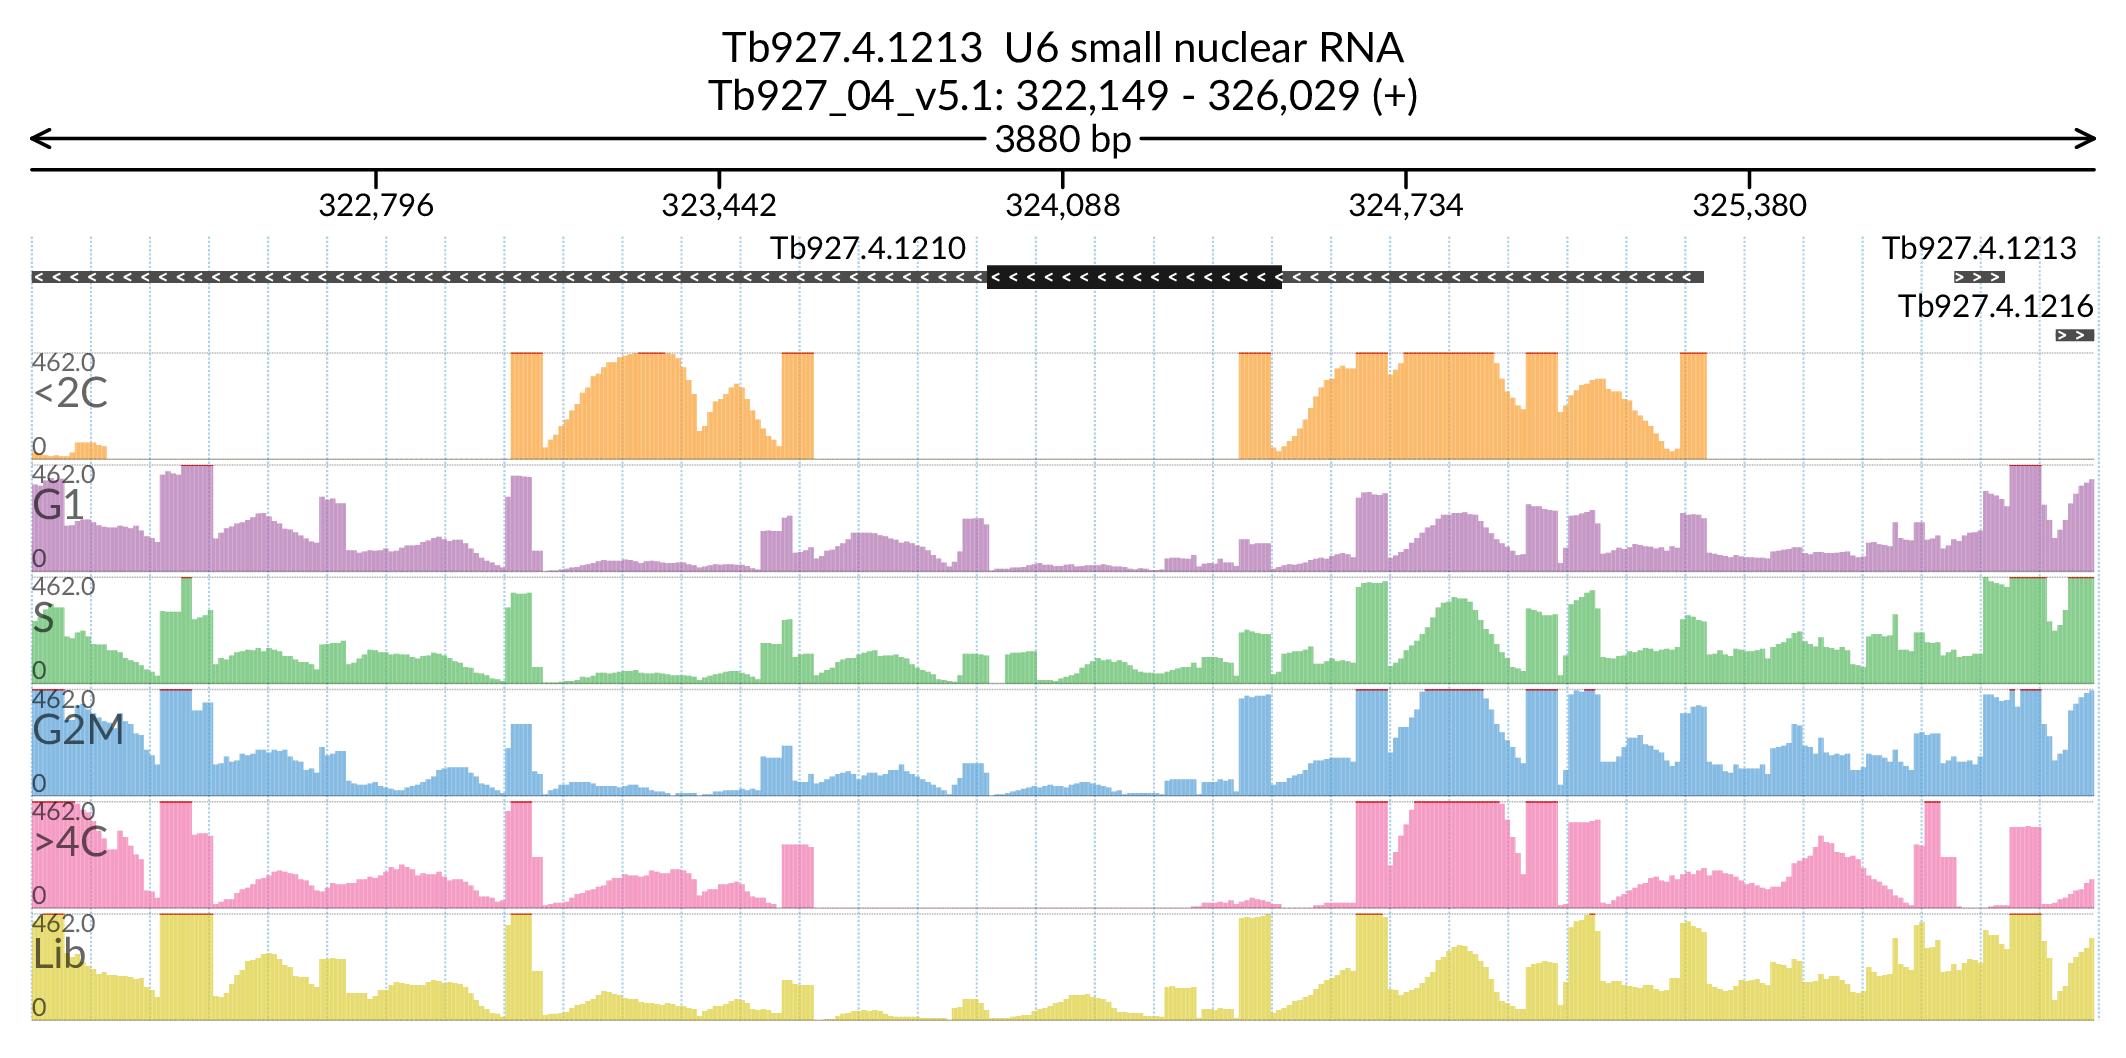 Tb927.4.1213  U6 small nuclear RNA
Tb927_04_v5.1: 322,149 - 326,029 (+)
3880 bp
322,796 323,442 324,088 324,734 325,380
Tb927.4.1210 Tb927.4.1213
Tb927.4.1216
462.0
<2C
0
462.0
G1
0
462.0
S
0
462.0
G2M
0
462.0
>4C
0
462.0
Lib
0